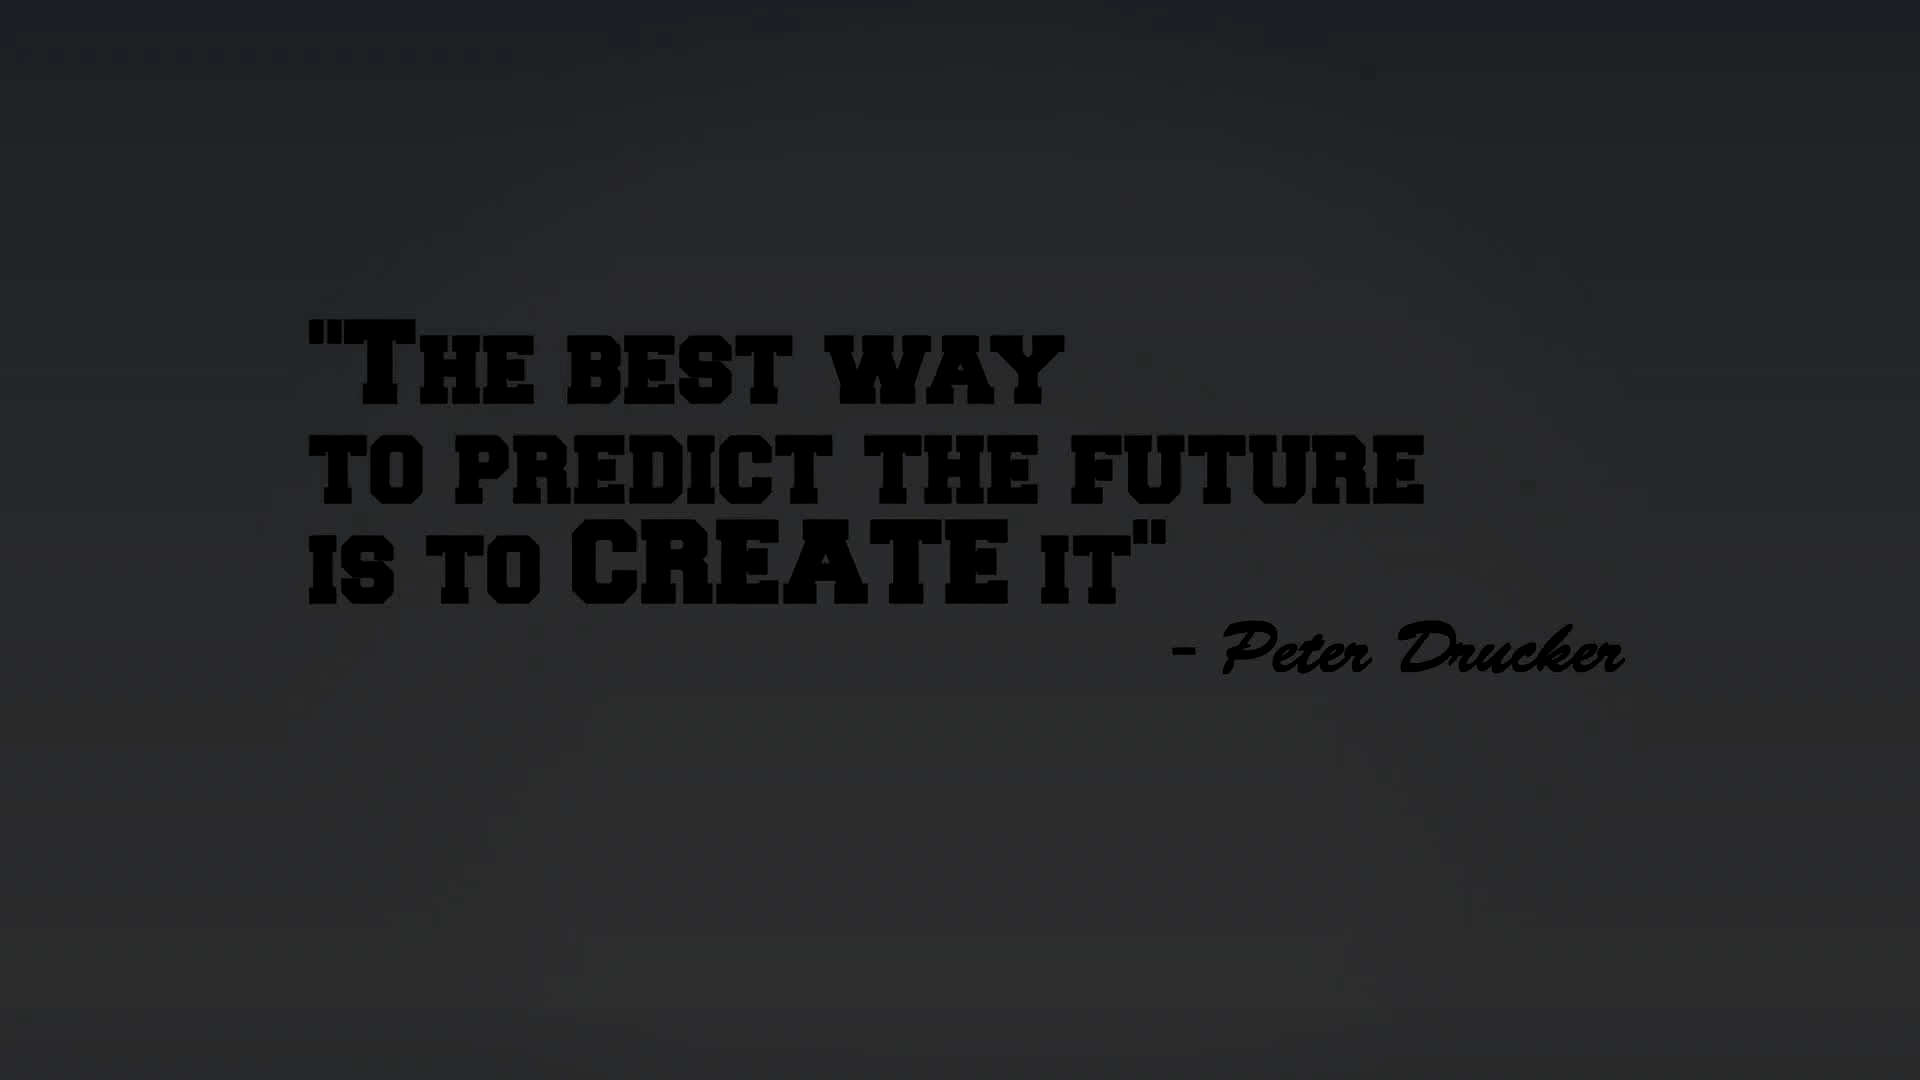 "The best way
to predict the future
is to CREATE it"
- Peter Drucker